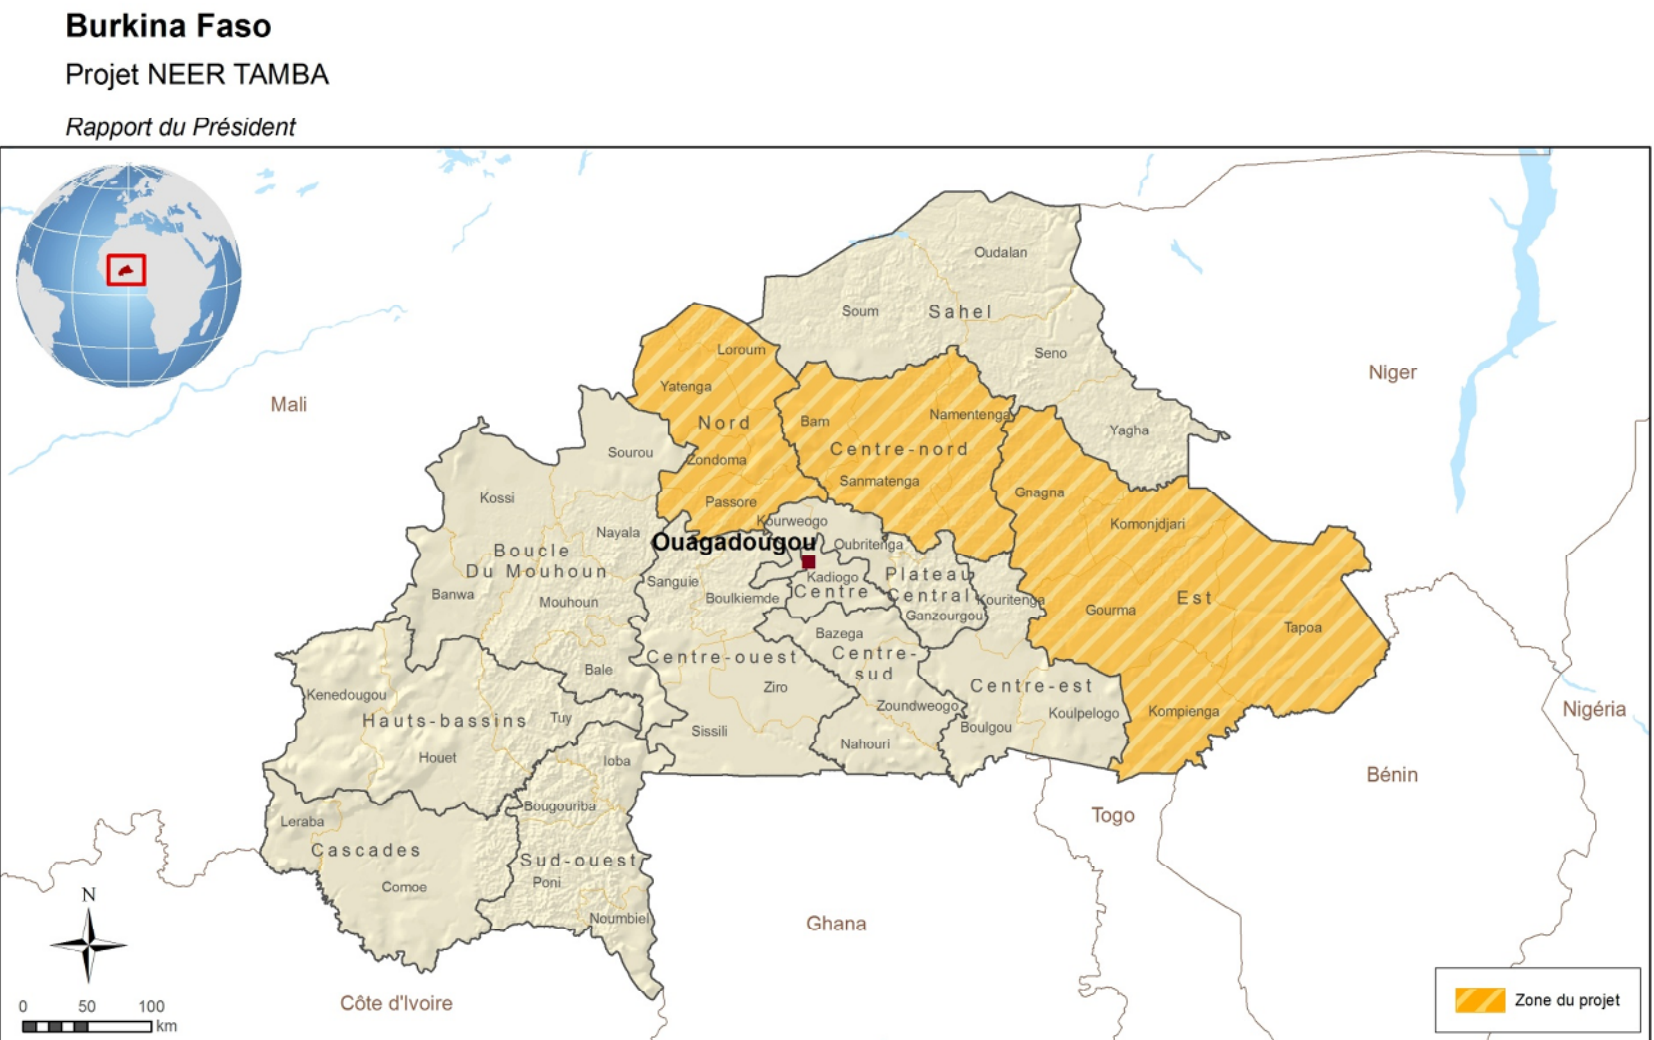 Burkina Faso
Projet NEER TAMBA
Rapport du Président
Oudalan
Soum
Sahel
Seno
Loroum
Niger
Yatenga
Mali
Namentenga
Nord
Bam
Yagha
Centre-nord
Sourou
Zondoma
Sanmatenga
Gnagna
Kossi
Passore
Kourweogo
Komonjdjari
Nayala
Ouagadougou
Oubritenga
Boucle
Du Mouhoun
Plateau
Central
Kadiogo
Sanguie
Centre
Banwa
Mouhoun
Boulkiemde
Kouritenga
Est
Gourma
Ganzourgou
Tapoa
Bazega
Centre-
sud
Centre-ouest
Bale
Ziro
Centre-est
Kenedougou
Zoundweogo
Koulpelogo
Kompienga
Nigéria
Hauts-bassins
Tuy
Boulgou
Sissili
Nahouri
Houet
Ioba
Bénin
Bougouriba
Togo
Leraba
Cascades
Sud-ouest
Comoe
Poni
Noumbiel
Ghana
N
Côte d'Ivoire
Zone du projet
0 50 100
km